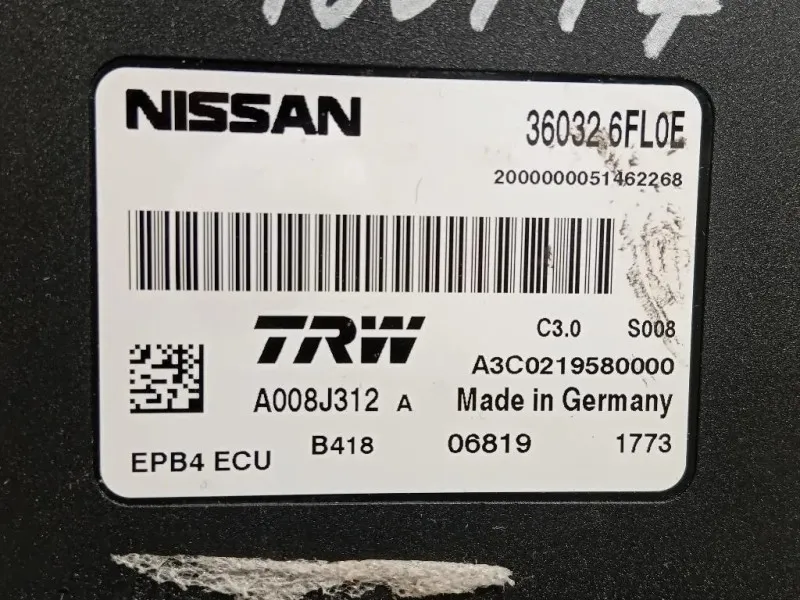 NISSAN
36032 6FL0E
2000000051462268
TRW
C3.0 S008
A3C0219580000
A008J312 A
Made in Germany
EPB4 ECU
B418
06819
1773